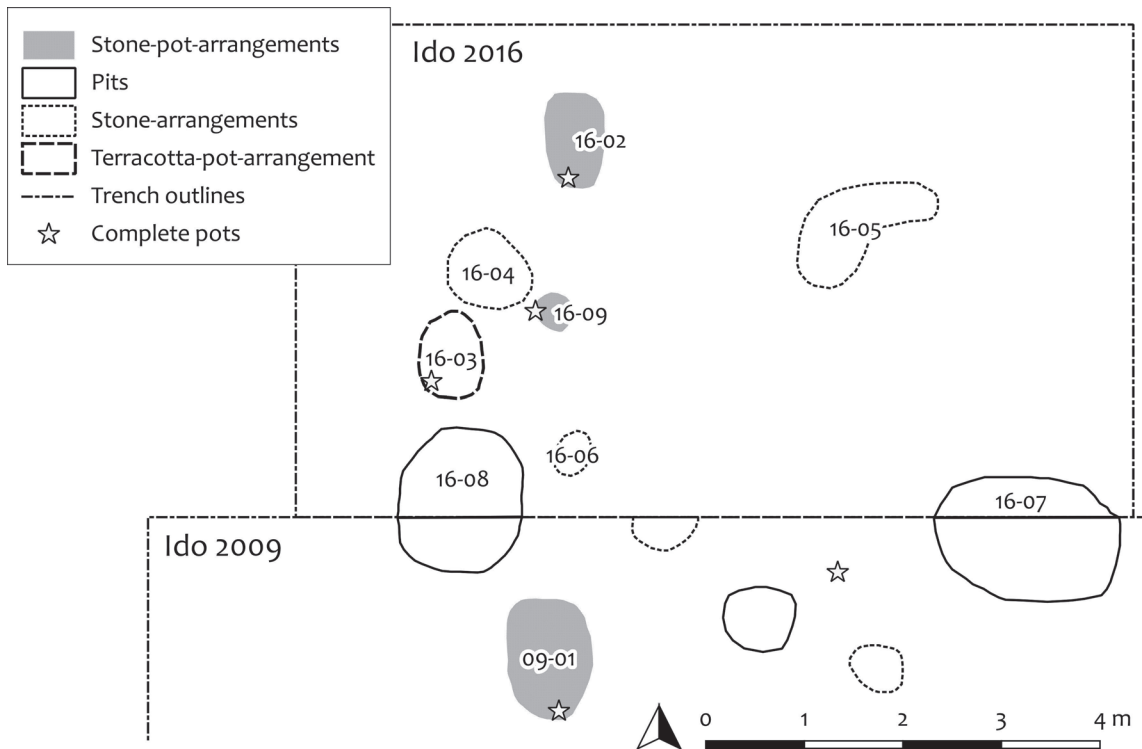 Stone-pot-arrangements
Pits
Stone-arrangements
Terracotta-pot-arrangement
Trench outlines
Complete pots
Ido 2016
16-02
16-05
16-04
16-09
16-03
16-06
16-08
16-07
Ido 2009
09-01
0 1 2 3 4 m